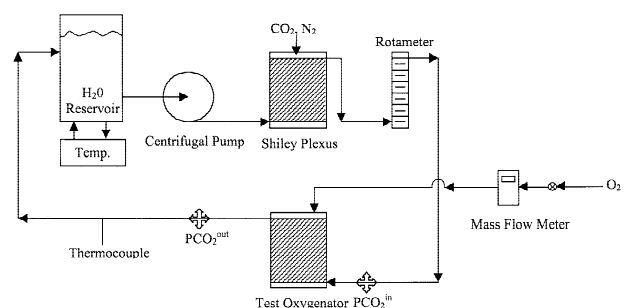 CO₂, N₂
Rotameter
H₂0
Reservoir
Centrifugal Pump
Shiley Plexus
Temp.
O₂
Mass Flow Meter
PCO₂ᵒᵘᵗ
Thermocouple
Test Oxygenator PCO₂ⁱⁿ